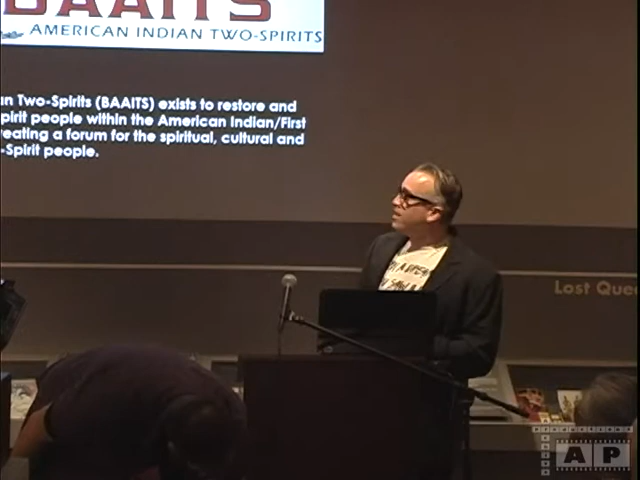 BAAITS
AMERICAN INDIAN TWO-SPIRITS
an Two-Spirits (BAAITS) exists to restore and
pirit people within the American Indian/First
eating a forum for the spiritual, cultural and
-Spirit people.
Lost Quee
AP